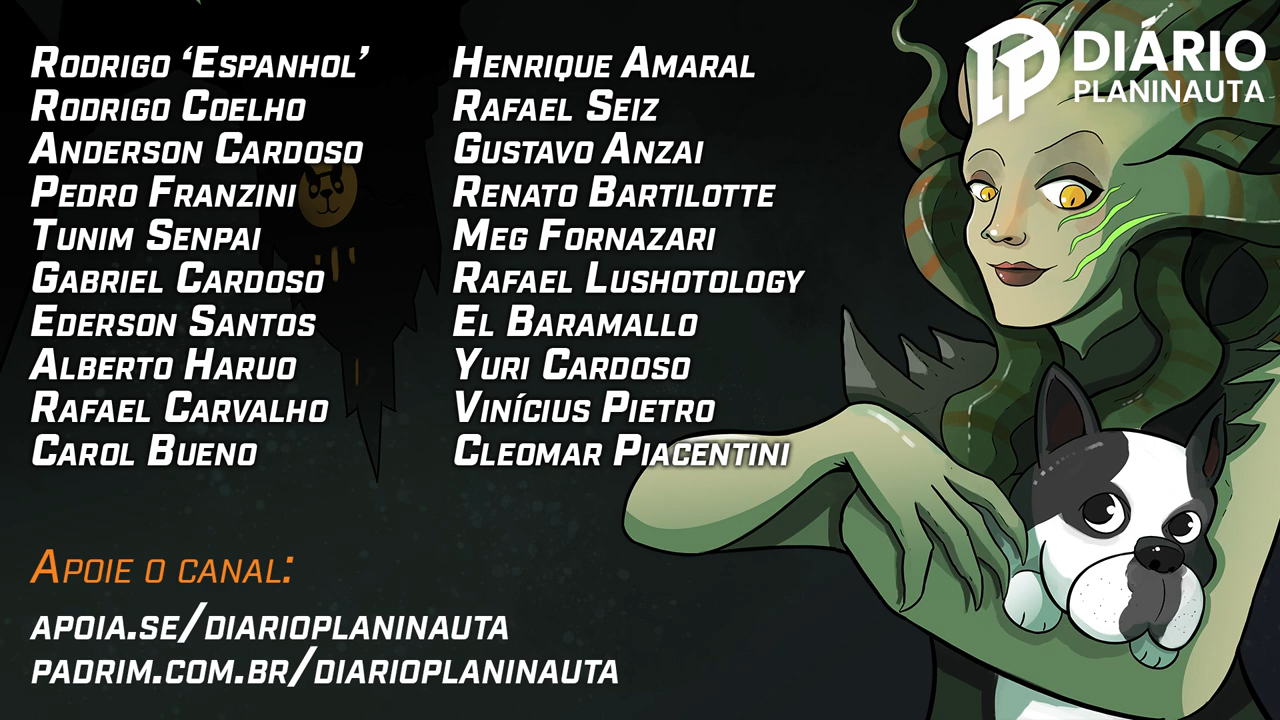 Rodrigo ‘Espanhol’
Rodrigo Coelho
Anderson Cardoso
Pedro Franzini
Tunim Senpai
Gabriel Cardoso
Ederson Santos
Alberto Haruo
Rafael Carvalho
Carol Bueno
Henrique Amaral
Rafael Seiz
Gustavo Anzai
Renato Bartilotte
Meg Fornazari
Rafael Lushotology
El Baramallo
Yuri Cardoso
Vinícius Pietro
Cleomar Piacentini
Apoie o canal:
apoia.se/diarioplaninauta
padrim.com.br/diarioplaninauta
DIÁRIO
PLANINAUTA